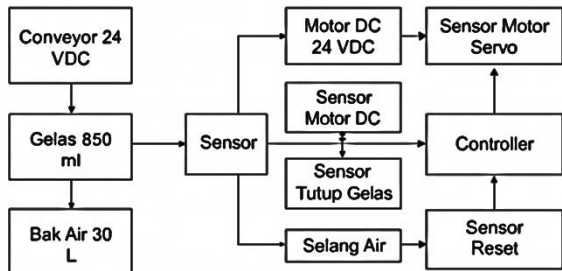 Conveyor 24
VDC
Motor DC
24 VDC
Sensor Motor
Servo
Gelas 850
ml
Sensor
Sensor
Motor DC
Sensor
Tutup Gelas
Controller
Bak Air 30
L
Selang Air
Sensor
Reset